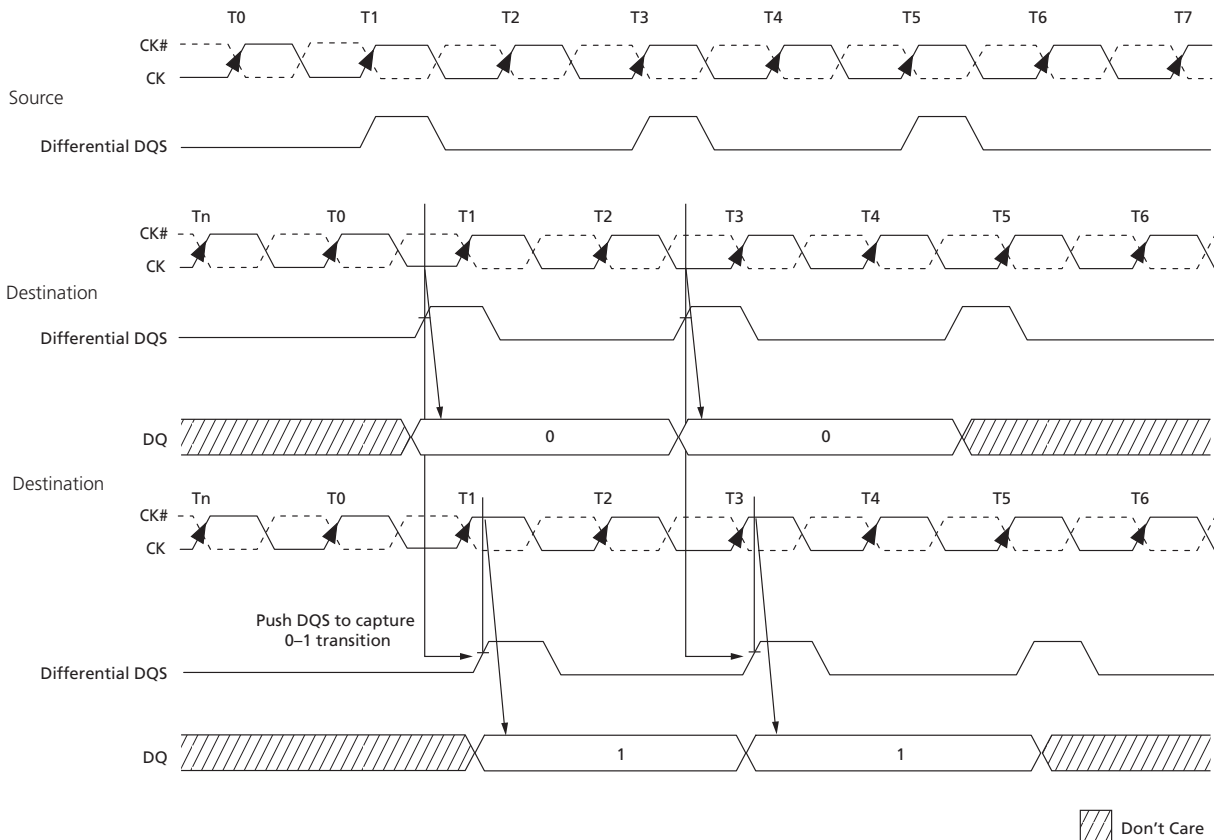 T0 T1 T2 T3 T4 T5 T6 T7
CK#
CK
Source
Differential DQS
Tn T0 T1 T2 T3 T4 T5 T6
CK#
CK
Destination
Differential DQS
DQ 0 0
Destination
Tn T0 T1 T2 T3 T4 T5 T6
CK#
CK
Push DQS to capture
0–1 transition
Differential DQS
DQ 1 1
Don't Care